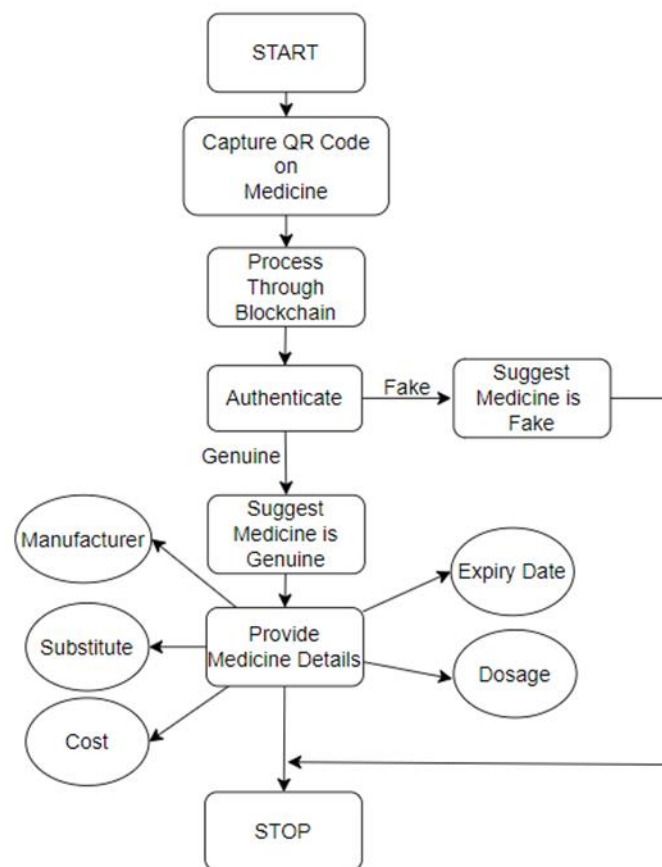 START
Capture QR Code
on
Medicine
Process
Through
Blockchain
Authenticate
Fake
Suggest
Medicine is
Fake
Genuine
Suggest
Medicine is
Genuine
Manufacturer
Expiry Date
Substitute
Provide
Medicine Details
Dosage
Cost
STOP